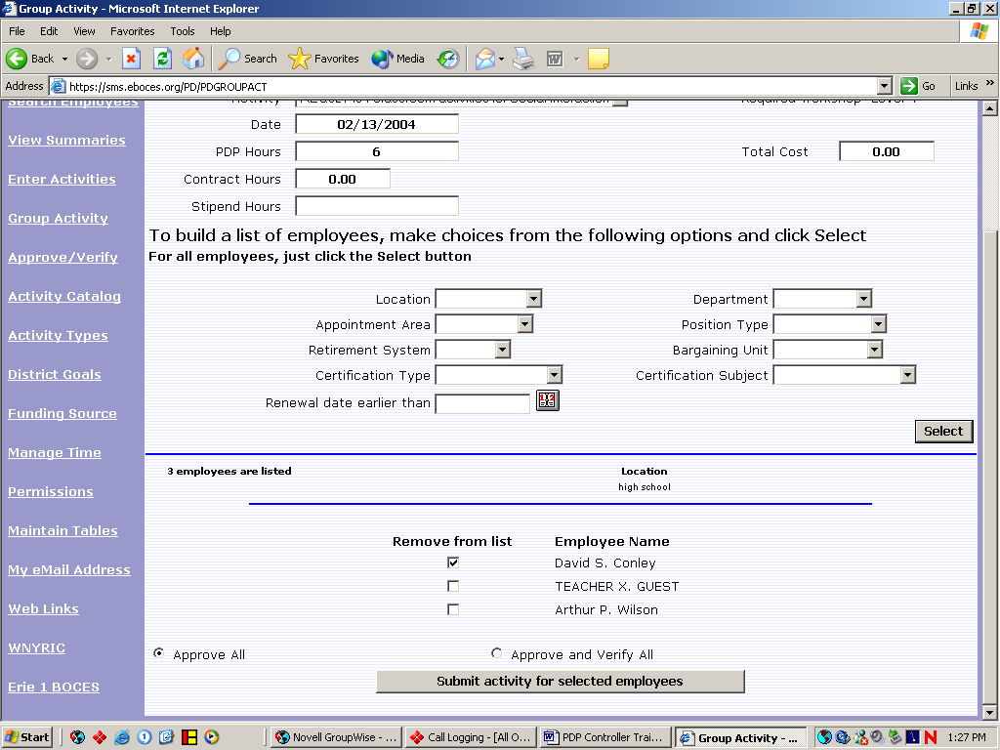 Group Activity - Microsoft Internet Explorer
File Edit View Favorites Tools Help
Back Search Favorites Media
Address https://sms.eboces.org/PD/PDGROUPACT Go Links »
Search Employees
View Summaries
Enter Activities
Group Activity
Approve/Verify
Activity Catalog
Activity Types
District Goals
Funding Source
Manage Time
Permissions
Maintain Tables
My eMail Address
Web Links
WNYRIC
Erie 1 BOCES
Activity
Date 02/13/2004
PDP Hours 6 Total Cost 0.00
Contract Hours 0.00
Stipend Hours
To build a list of employees, make choices from the following options and click Select
For all employees, just click the Select button
Location Department
Appointment Area Position Type
Retirement System Bargaining Unit
Certification Type Certification Subject
Renewal date earlier than
Select
3 employees are listed Location
high school
Remove from list Employee Name
David S. Conley
TEACHER X. GUEST
Arthur P. Wilson
Approve All Approve and Verify All
Submit activity for selected employees
Start Novell GroupWise - ... Call Logging - [All O... PDP Controller Trai... Group Activity - ... 1:27 PM